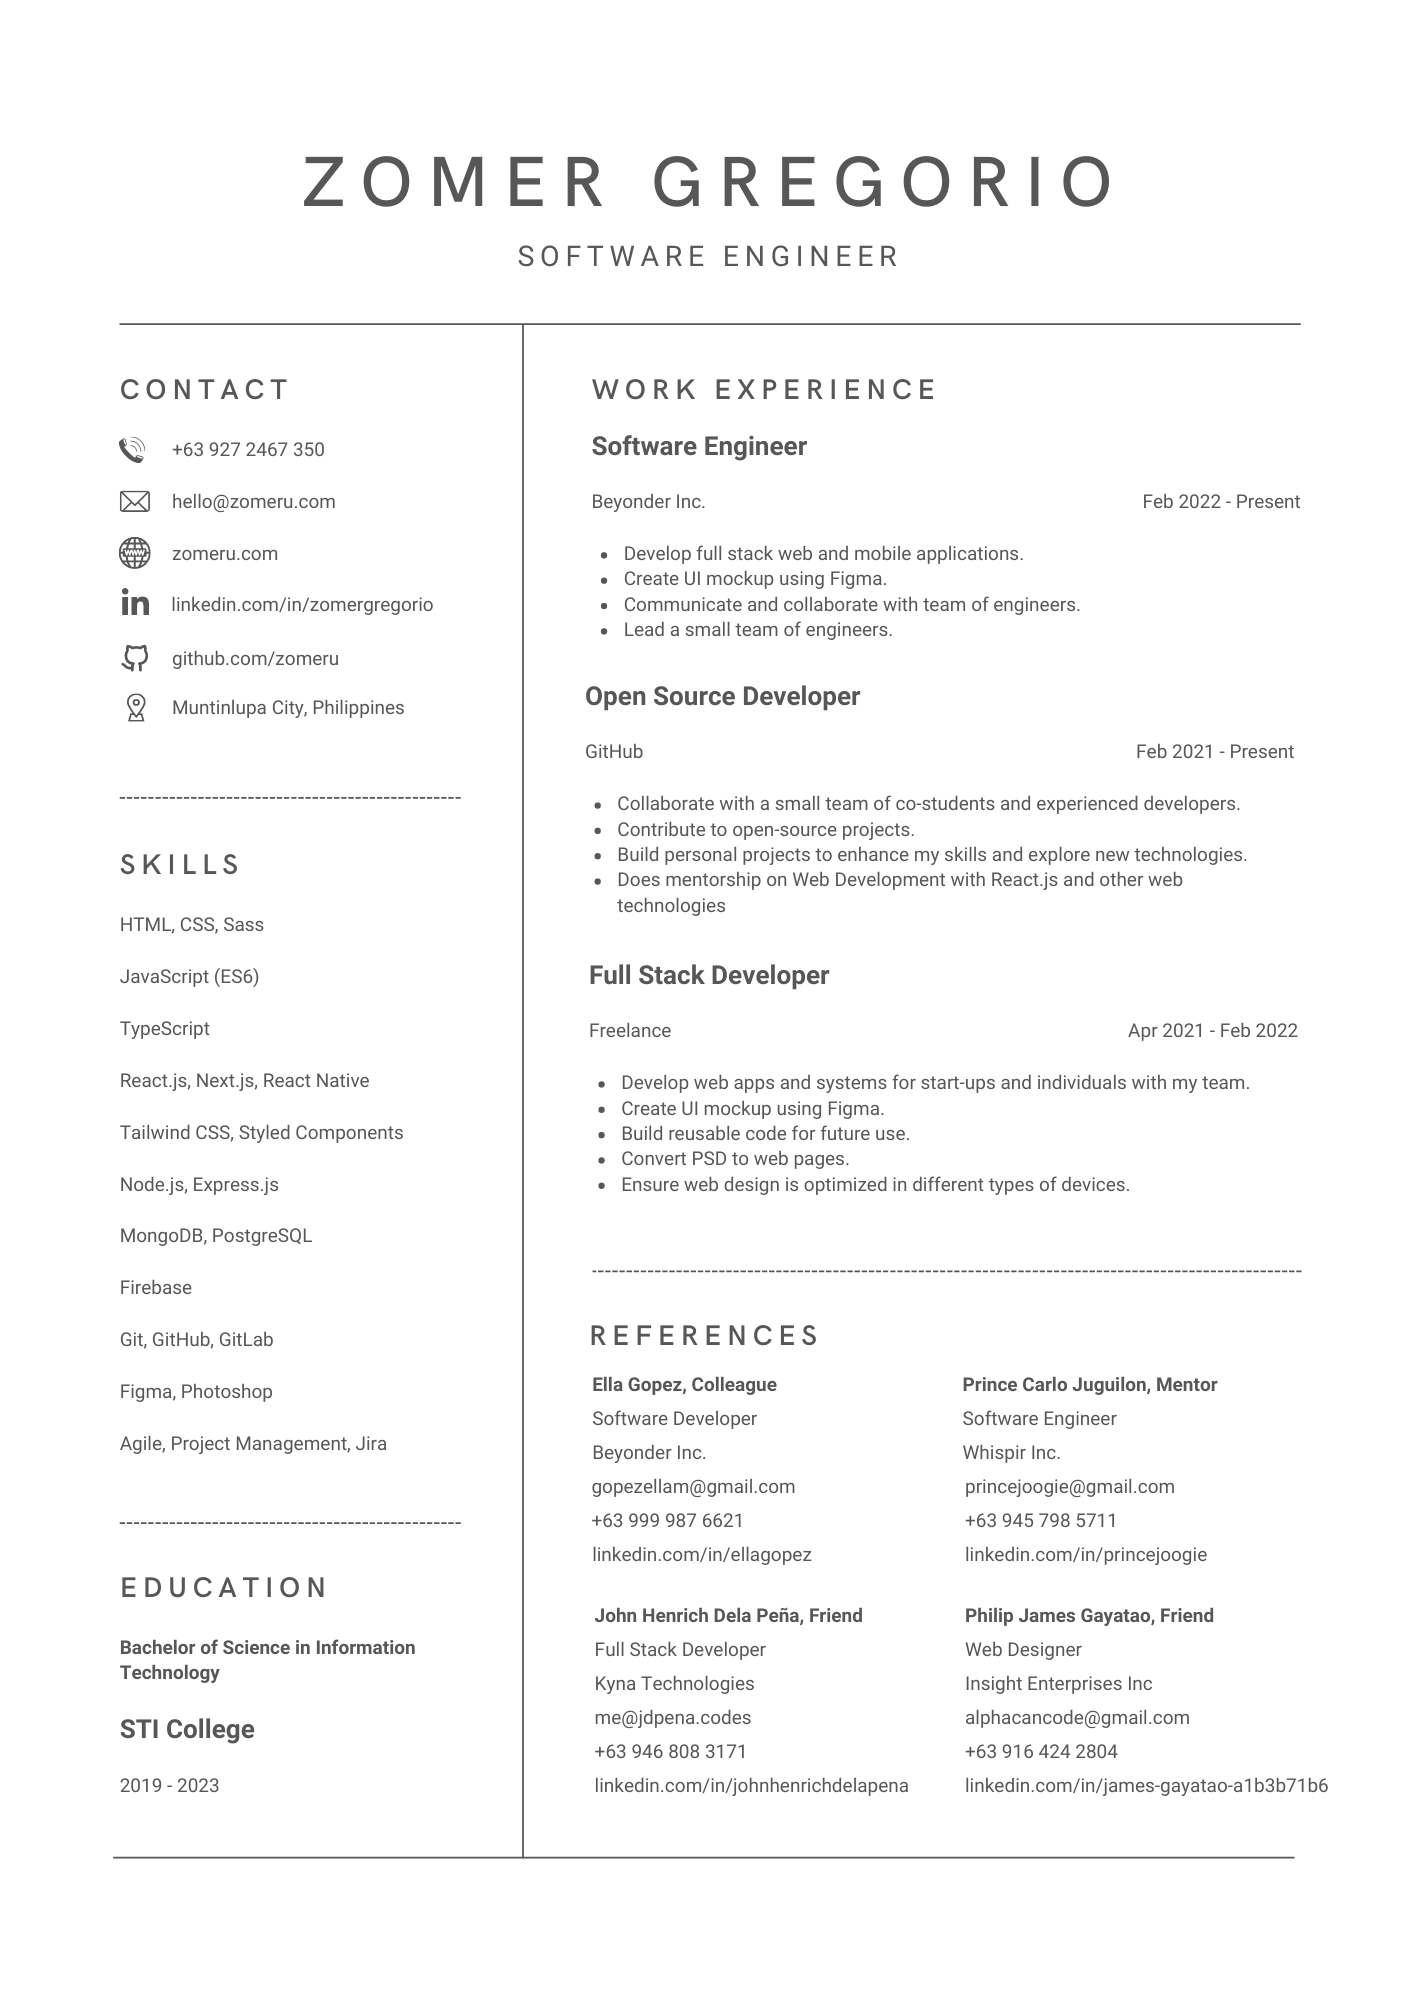 ZOMER GREGORIO
SOFTWARE ENGINEER
CONTACT
+63 927 2467 350
hello@zomeru.com
zomeru.com
linkedin.com/in/zomergregorio
github.com/zomeru
Muntinlupa City, Philippines
SKILLS
HTML, CSS, Sass
JavaScript (ES6)
TypeScript
React.js, Next.js, React Native
Tailwind CSS, Styled Components
Node.js, Express.js
MongoDB, PostgreSQL
Firebase
Git, GitHub, GitLab
Figma, Photoshop
Agile, Project Management, Jira
EDUCATION
Bachelor of Science in Information
Technology
STI College
2019 - 2023
WORK EXPERIENCE
Software Engineer
Beyonder Inc. Feb 2022 - Present
• Develop full stack web and mobile applications.
• Create UI mockup using Figma.
• Communicate and collaborate with team of engineers.
• Lead a small team of engineers.
Open Source Developer
GitHub Feb 2021 - Present
• Collaborate with a small team of co-students and experienced developers.
• Contribute to open-source projects.
• Build personal projects to enhance my skills and explore new technologies.
• Does mentorship on Web Development with React.js and other web
technologies
Full Stack Developer
Freelance Apr 2021 - Feb 2022
• Develop web apps and systems for start-ups and individuals with my team.
• Create UI mockup using Figma.
• Build reusable code for future use.
• Convert PSD to web pages.
• Ensure web design is optimized in different types of devices.
REFERENCES
Ella Gopez, Colleague
Software Developer
Beyonder Inc.
gopezellam@gmail.com
+63 999 987 6621
linkedin.com/in/ellagopez
Prince Carlo Juguilon, Mentor
Software Engineer
Whispir Inc.
princejoogie@gmail.com
+63 945 798 5711
linkedin.com/in/princejoogie
John Henrich Dela Peña, Friend
Full Stack Developer
Kyna Technologies
me@jdpena.codes
+63 946 808 3171
linkedin.com/in/johnhenrichdelapena
Philip James Gayatao, Friend
Web Designer
Insight Enterprises Inc
alphacancode@gmail.com
+63 916 424 2804
linkedin.com/in/james-gayatao-a1b3b71b6